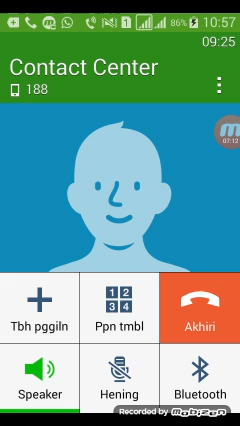 86% 10:57
09:25
Contact Center
188
07:12
Tbh pggiln
Ppn tmbl
Akhiri
Speaker
Hening
Bluetooth
Recorded by mobizen